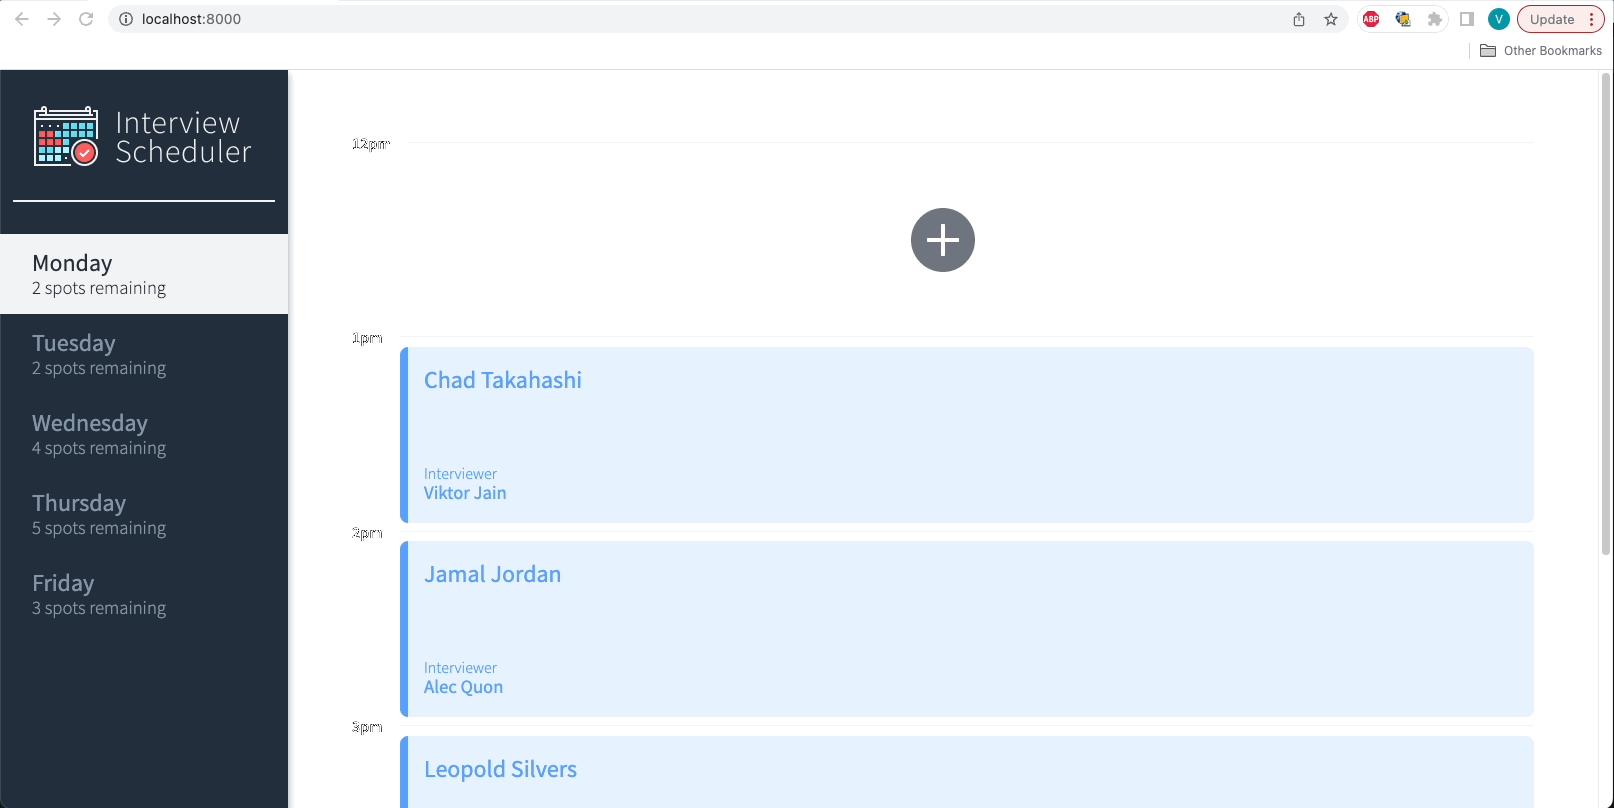 localhost:8000
ABP
V
Update
Other Bookmarks
Interview
Scheduler
Monday
2 spots remaining
Tuesday
2 spots remaining
Wednesday
4 spots remaining
Thursday
5 spots remaining
Friday
3 spots remaining
12pm
1pm
Chad Takahashi
Interviewer
Viktor Jain
2pm
Jamal Jordan
Interviewer
Alec Quon
3pm
Leopold Silvers